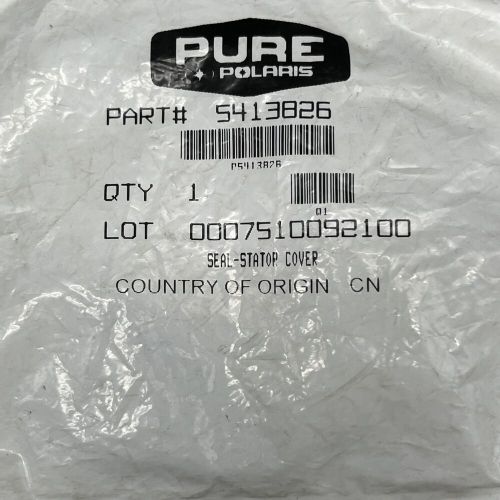 PURE
POLARIS
PART# 5413826
P5413826
QTY 1
01
LOT 0007510092100
SEAL-STATOR COVER
COUNTRY OF ORIGIN CN